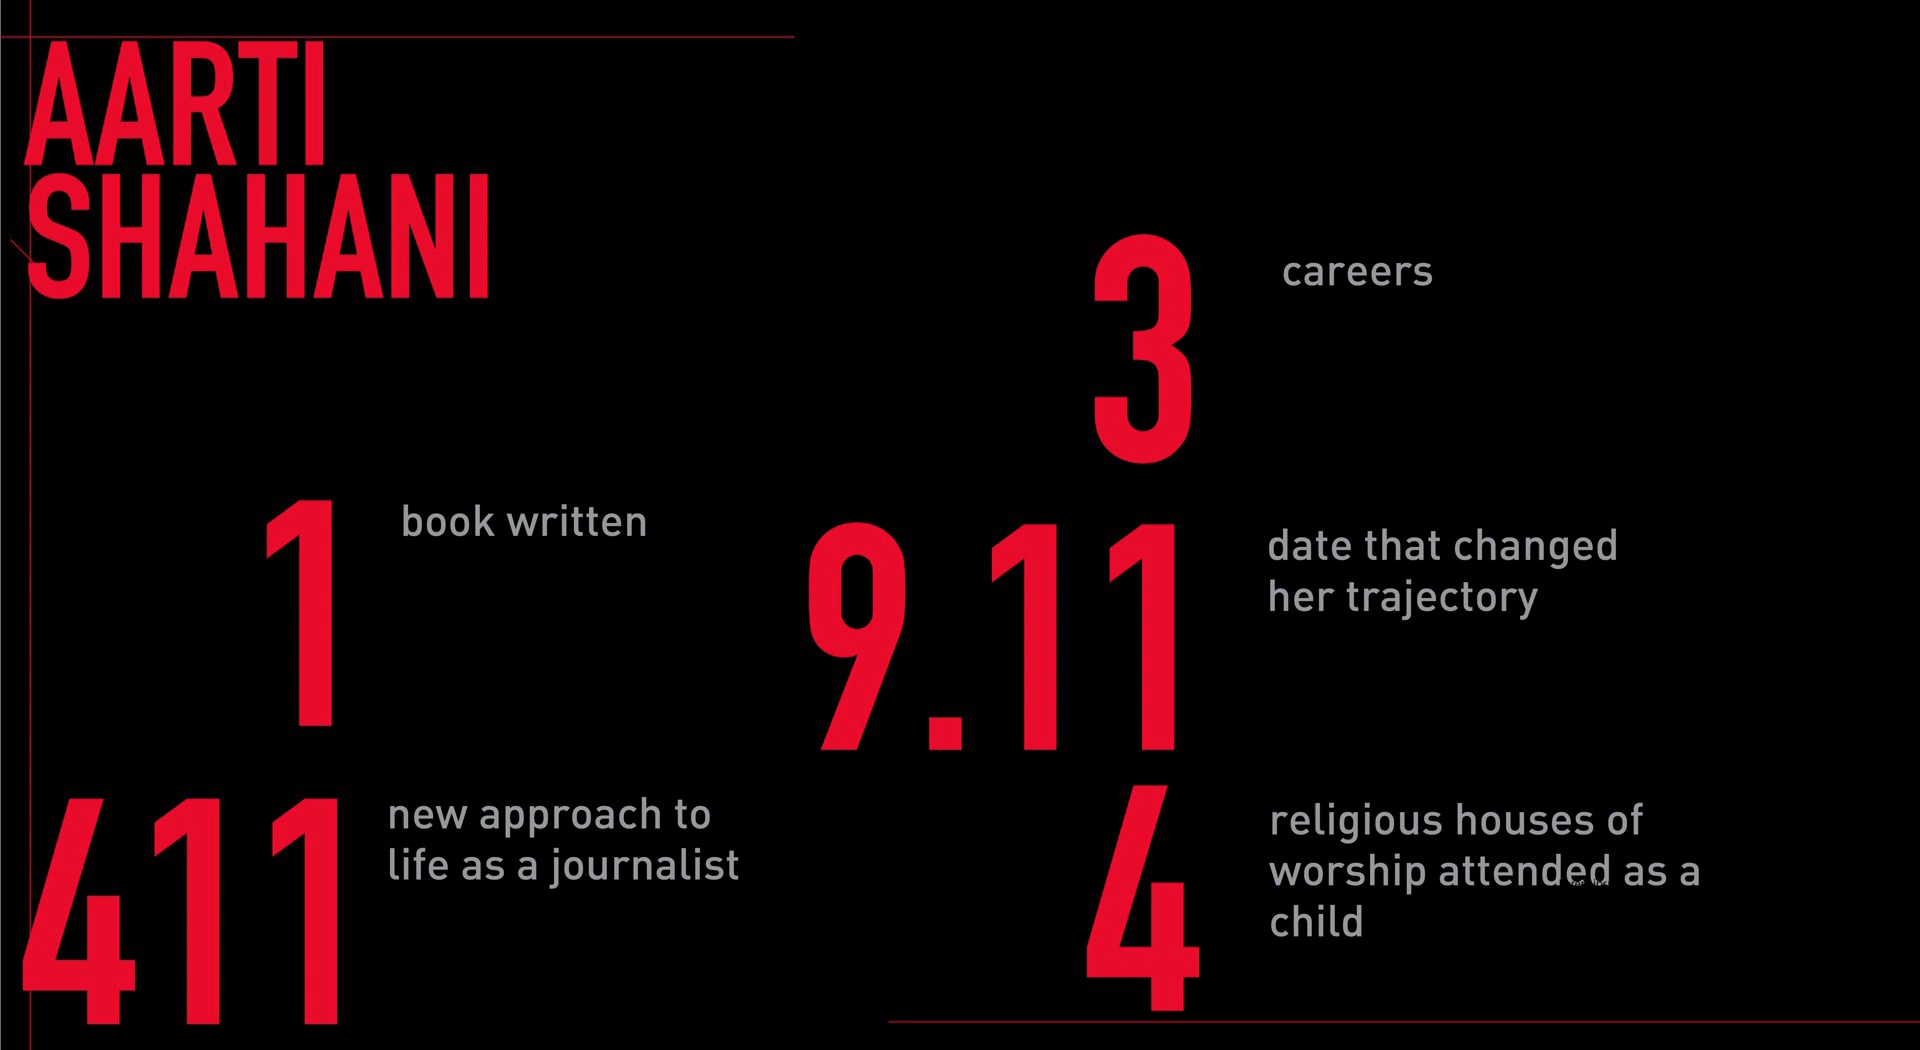 AARTI
SHAHANI
3
careers
1
book written
9.11
date that changed
her trajectory
411
new approach to
life as a journalist
4
religious houses of
worship attended as a
child